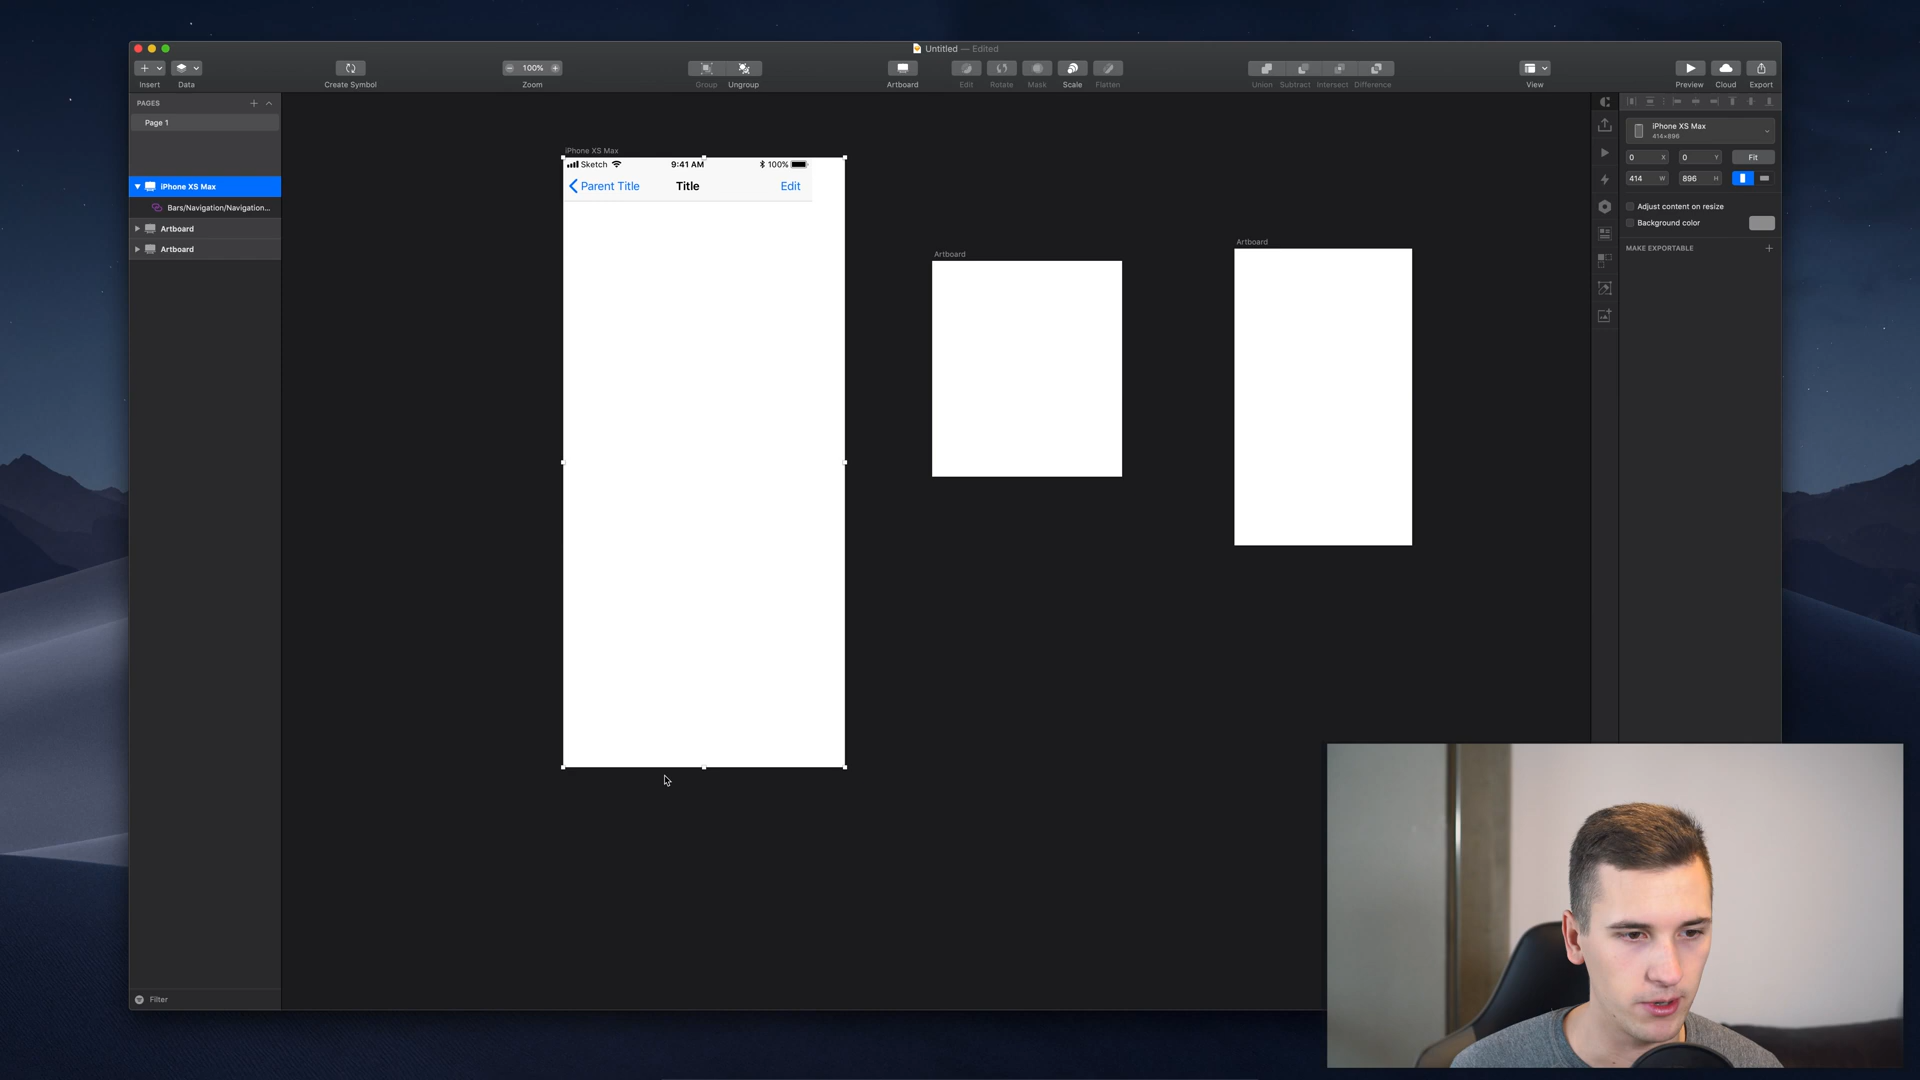 Untitled — Edited
Insert
Data
Create Symbol
100%
Zoom
Group
Ungroup
Artboard
Edit
Rotate
Mask
Scale
Flatten
Union
Subtract
Intersect
Difference
View
Preview
Cloud
Export
PAGES
Page 1
iPhone XS Max
Bars/Navigation/Navigation...
Artboard
Artboard
Filter
iPhone XS Max
Sketch
9:41 AM
100%
Parent Title
Title
Edit
Artboard
Artboard
iPhone XS Max
414x896
0 X
0 Y
Fit
414 W
896 H
Adjust content on resize
Background color
MAKE EXPORTABLE